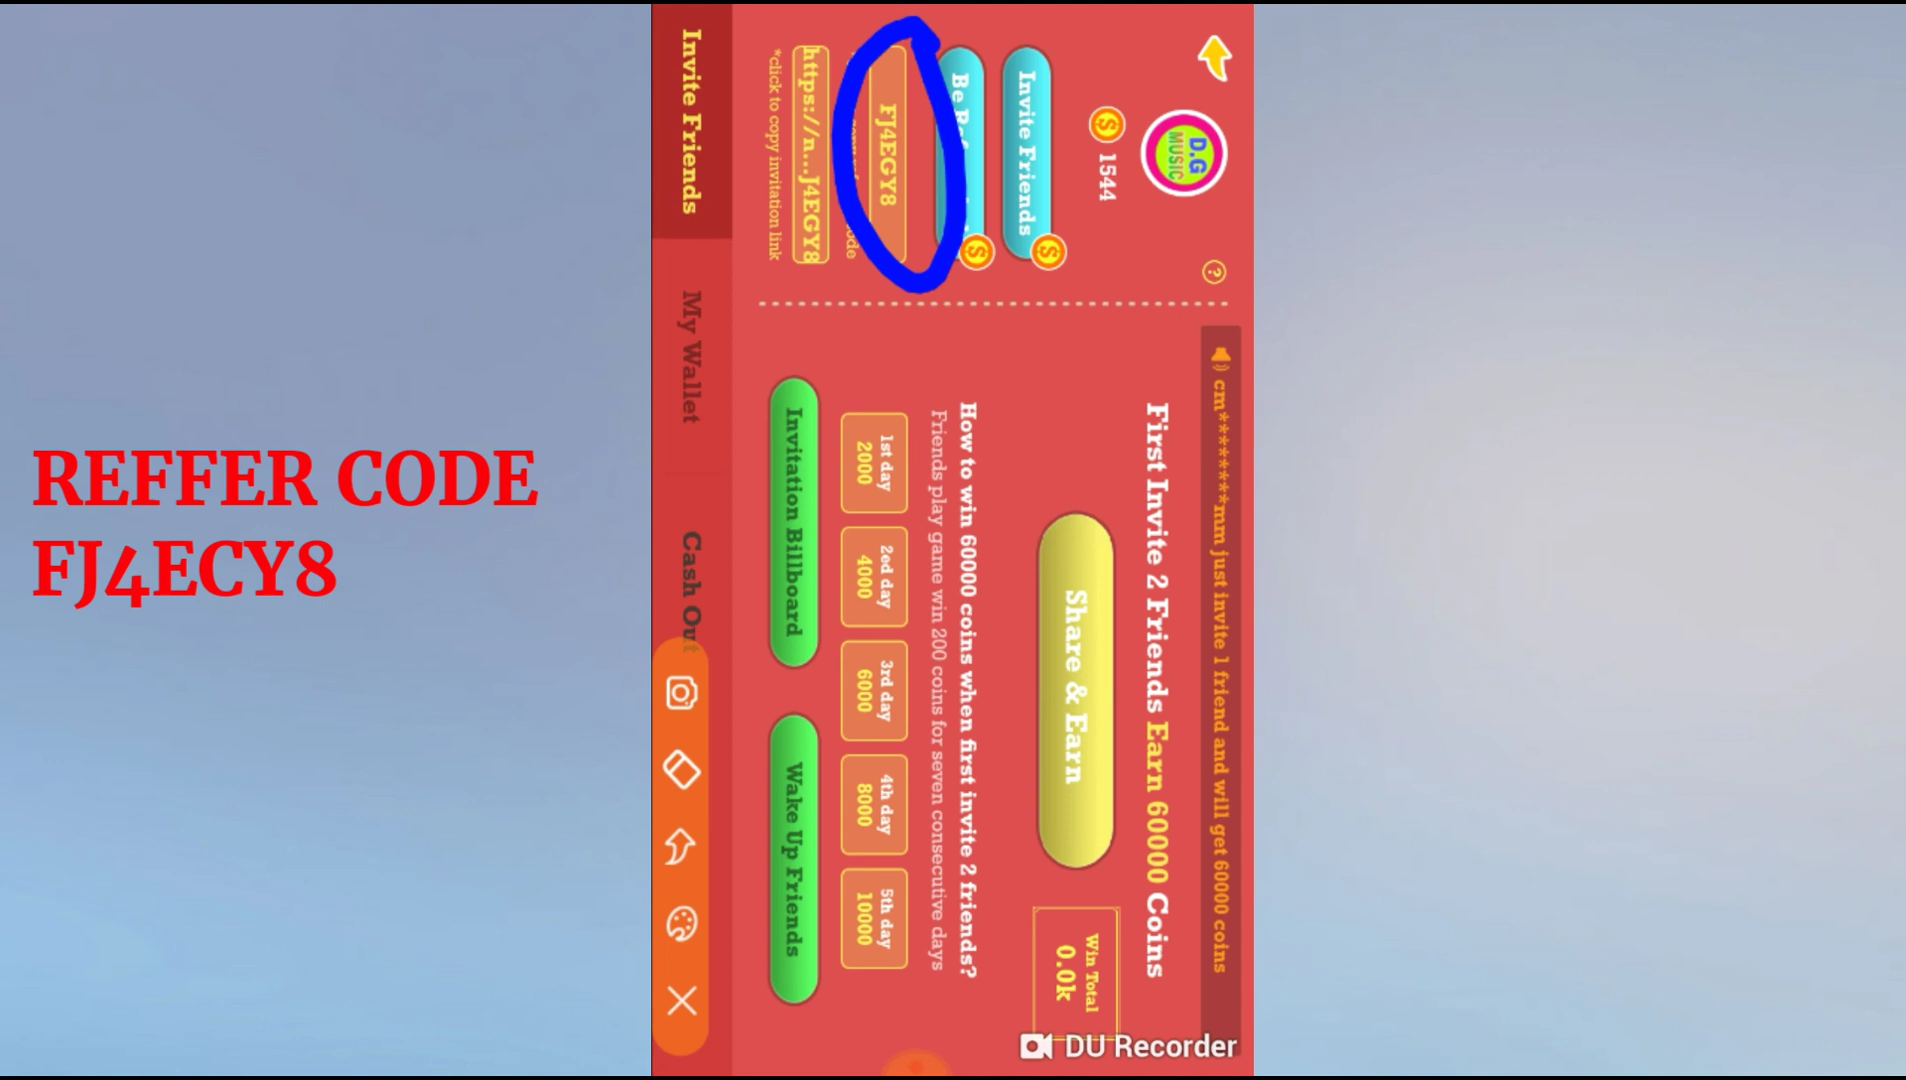 REFFER CODE
FJ4ECY8
cm*********mm just invite 1 friend and will get 60000 coins
D.G
MUSIC
1544
Invite Friends
Be
FJ4EGY8
https://n...J4EGY8
*click to copy invitation link
First Invite 2 Friends Earn 60000 Coins
Share & Earn
Win Total
0.0k
How to win 60000 coins when first invite 2 friends?
Friends play game win 200 coins for seven consecutive days
1st day
2000
2ed day
4000
3rd day
6000
4th day
8000
5th day
10000
Invitation Billboard
Wake Up Friends
Invite Friends
My Wallet
Cash Out
DU Recorder